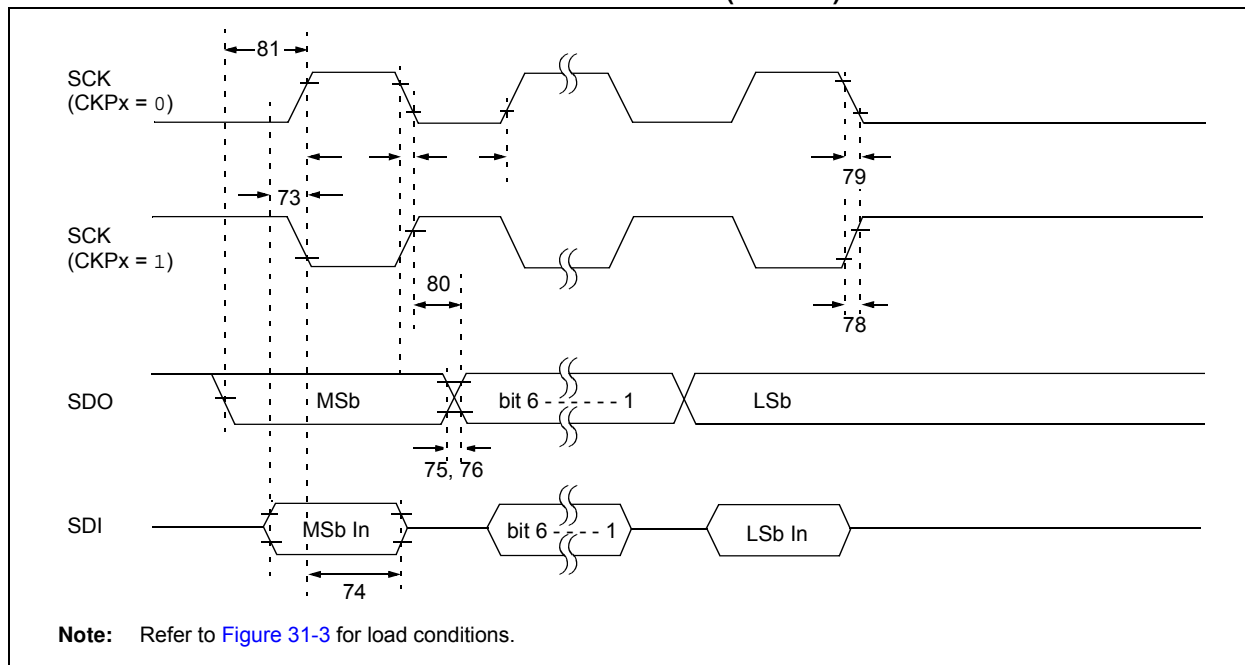 81
SCK
(CKPx = 0)
79
73
SCK
(CKPx = 1)
80
78
SDO
MSb
bit 6 - - - - - - 1
LSb
75, 76
SDI
MSb In
bit 6 - - - - 1
LSb In
74
Note: Refer to Figure 31-3 for load conditions.